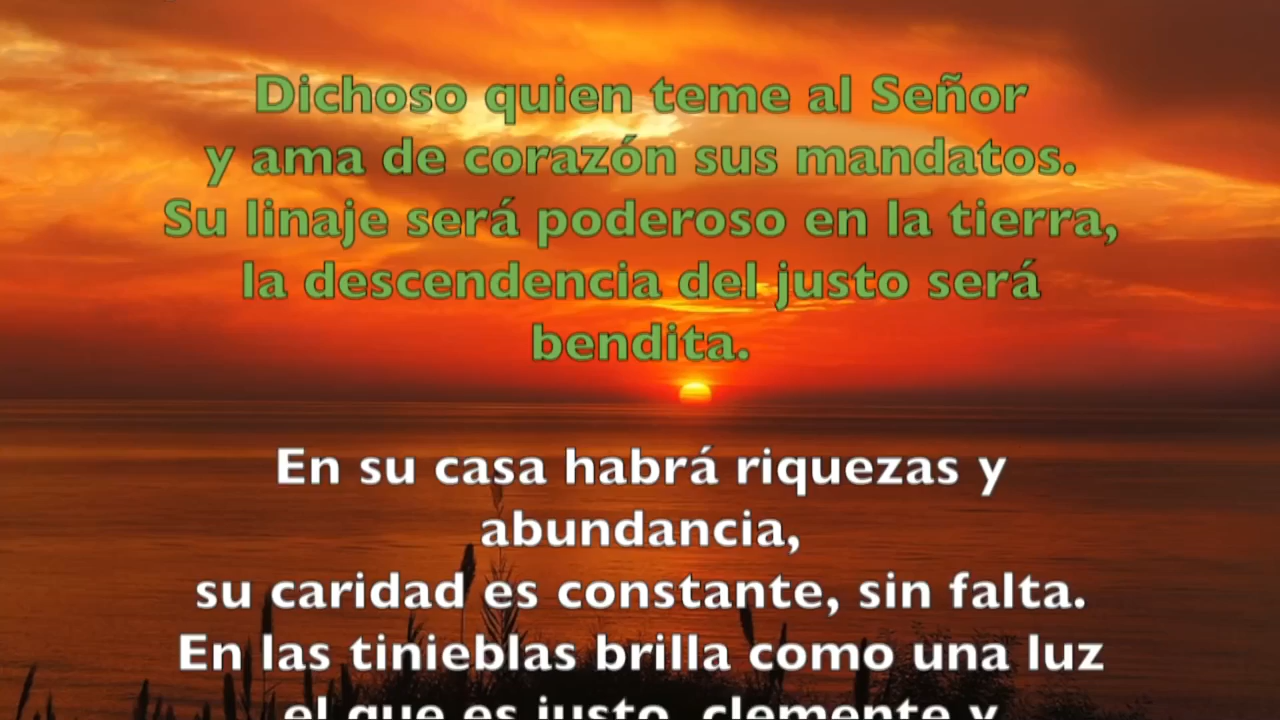 Dichoso quien teme al Señor
y ama de corazón sus mandatos.
Su linaje será poderoso en la tierra,
la descendencia del justo será
bendita.
En su casa habrá riquezas y
abundancia,
su caridad es constante, sin falta.
En las tinieblas brilla como una luz
el que es justo, clemente y